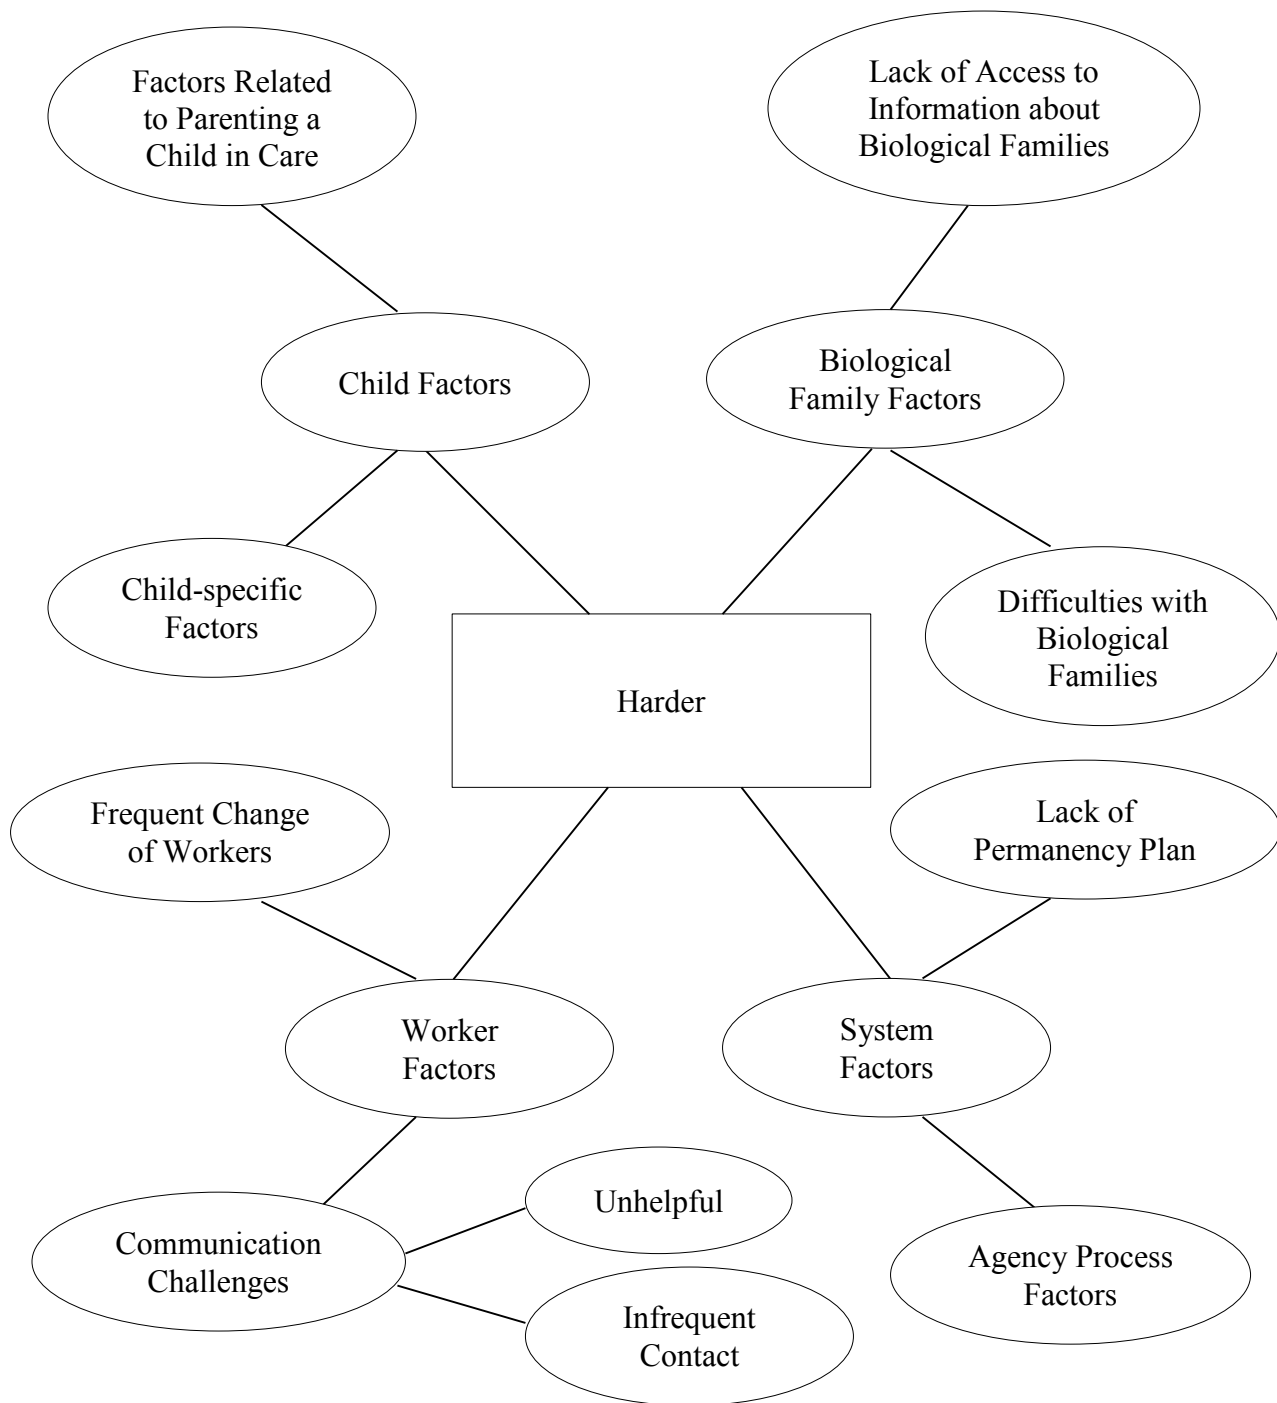 Factors Related
to Parenting a
Child in Care
Lack of Access to
Information about
Biological Families
Child Factors
Biological
Family Factors
Child-specific
Factors
Difficulties with
Biological
Families
Harder
Frequent Change
of Workers
Lack of
Permanency Plan
Worker
Factors
System
Factors
Communication
Challenges
Unhelpful
Infrequent
Contact
Agency Process
Factors